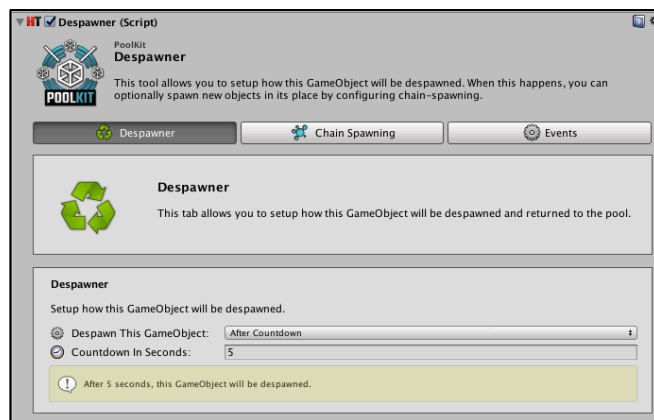 HT Despawner (Script)
PoolKit
Despawner
This tool allows you to setup how this GameObject will be despawned. When this happens, you can
optionally spawn new objects in its place by configuring chain-spawning.
POOLKIT
Despawner Chain Spawning Events
Despawner
This tab allows you to setup how this GameObject will be despawned and returned to the pool.
Despawner
Setup how this GameObject will be despawned.
Despawn This GameObject: After Countdown
Countdown In Seconds: 5
After 5 seconds, this GameObject will be despawned.